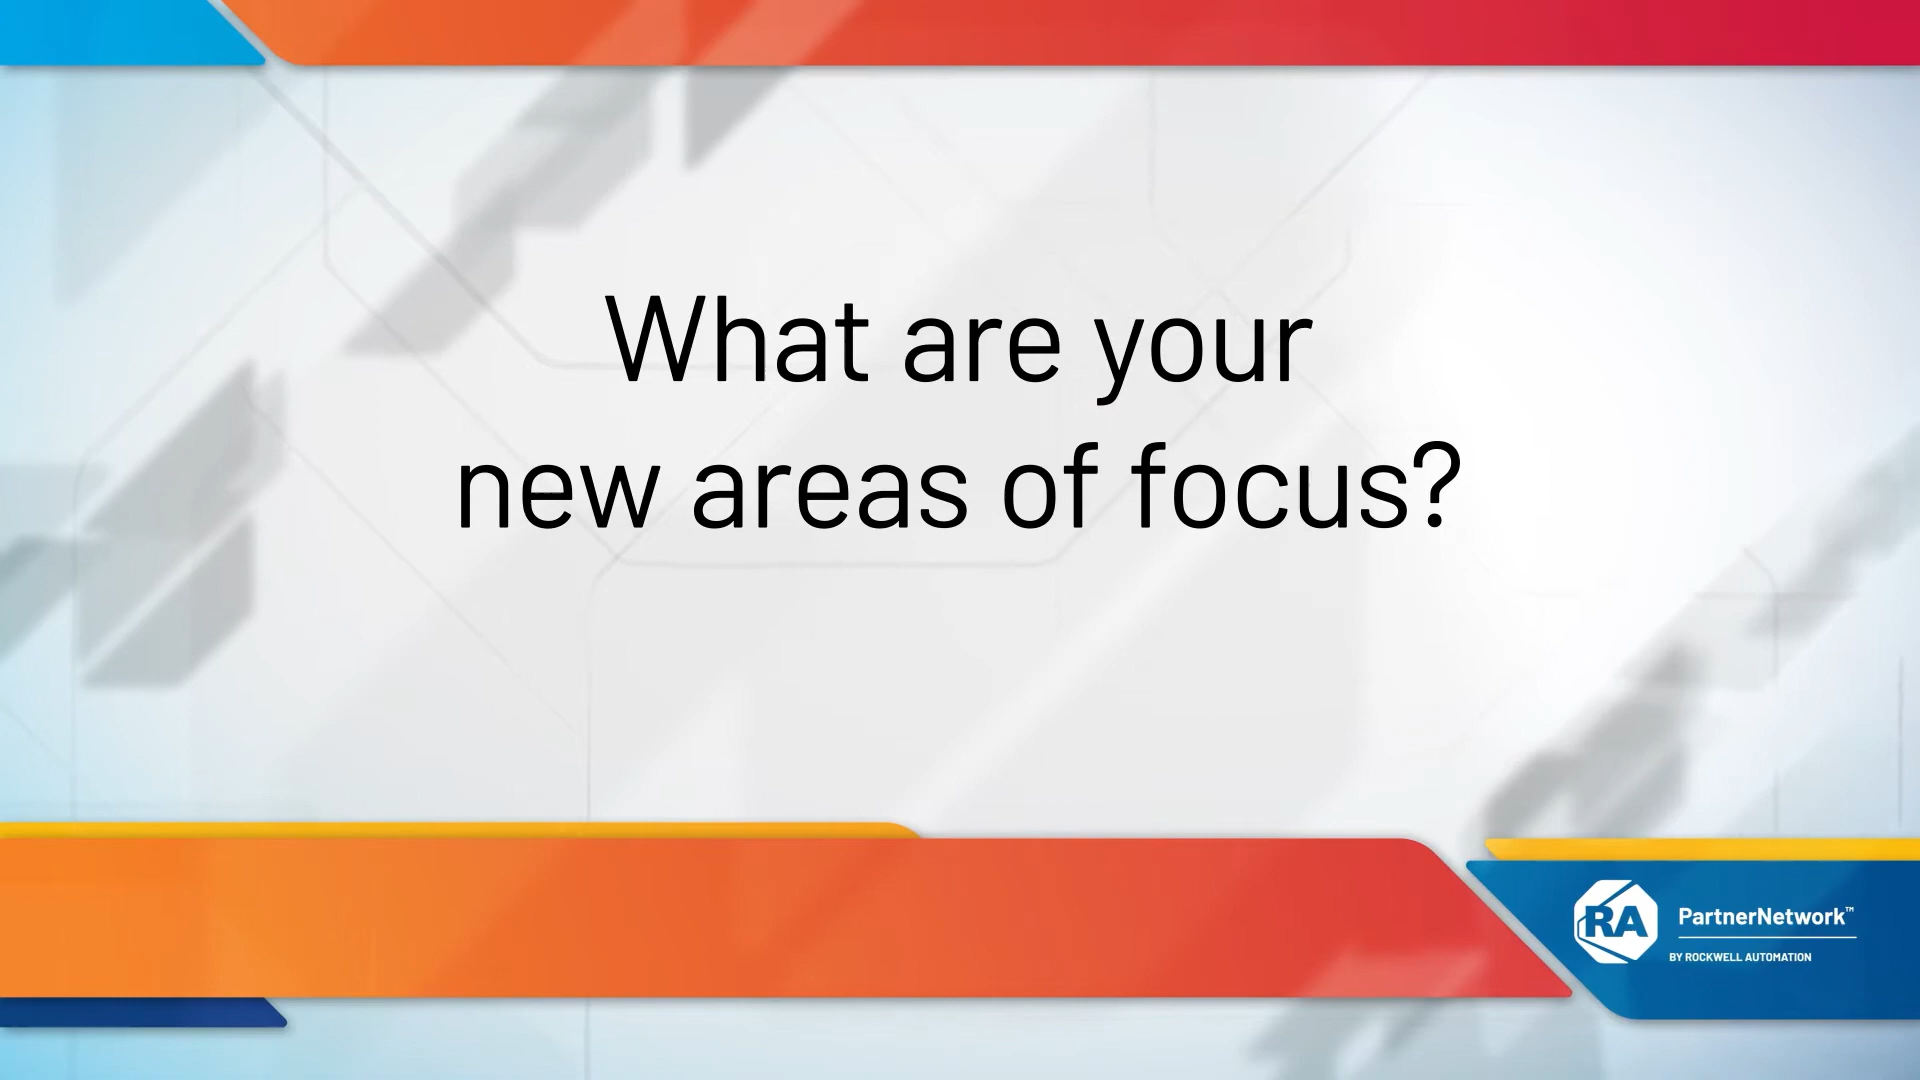 What are your
new areas of focus?
RA
PartnerNetwork™
BY ROCKWELL AUTOMATION